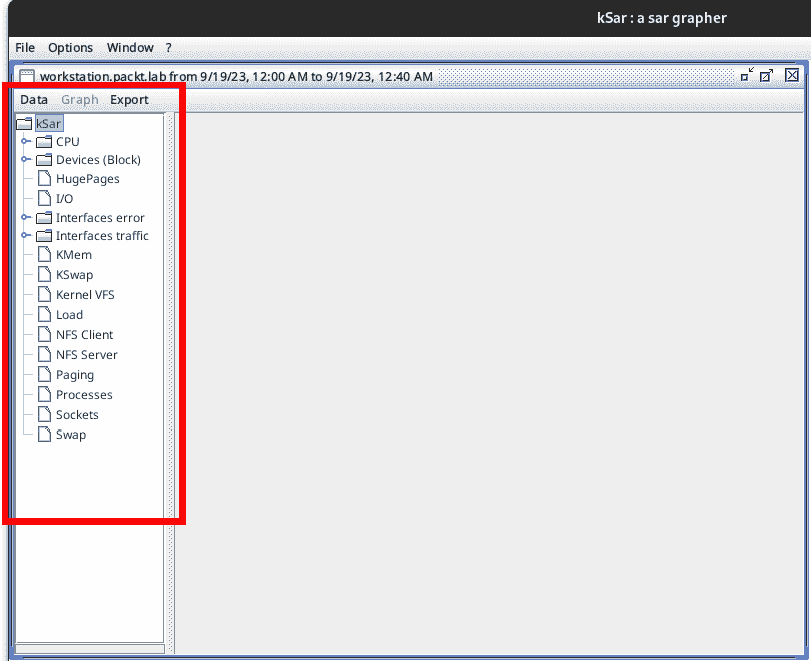 kSar : a sar grapher
File Options Window ?
workstation.packt.lab from 9/19/23, 12:00 AM to 9/19/23, 12:40 AM
Data Graph Export
kSar
CPU
Devices (Block)
HugePages
I/O
Interfaces error
Interfaces traffic
KMem
KSwap
Kernel VFS
Load
NFS Client
NFS Server
Paging
Processes
Sockets
Swap